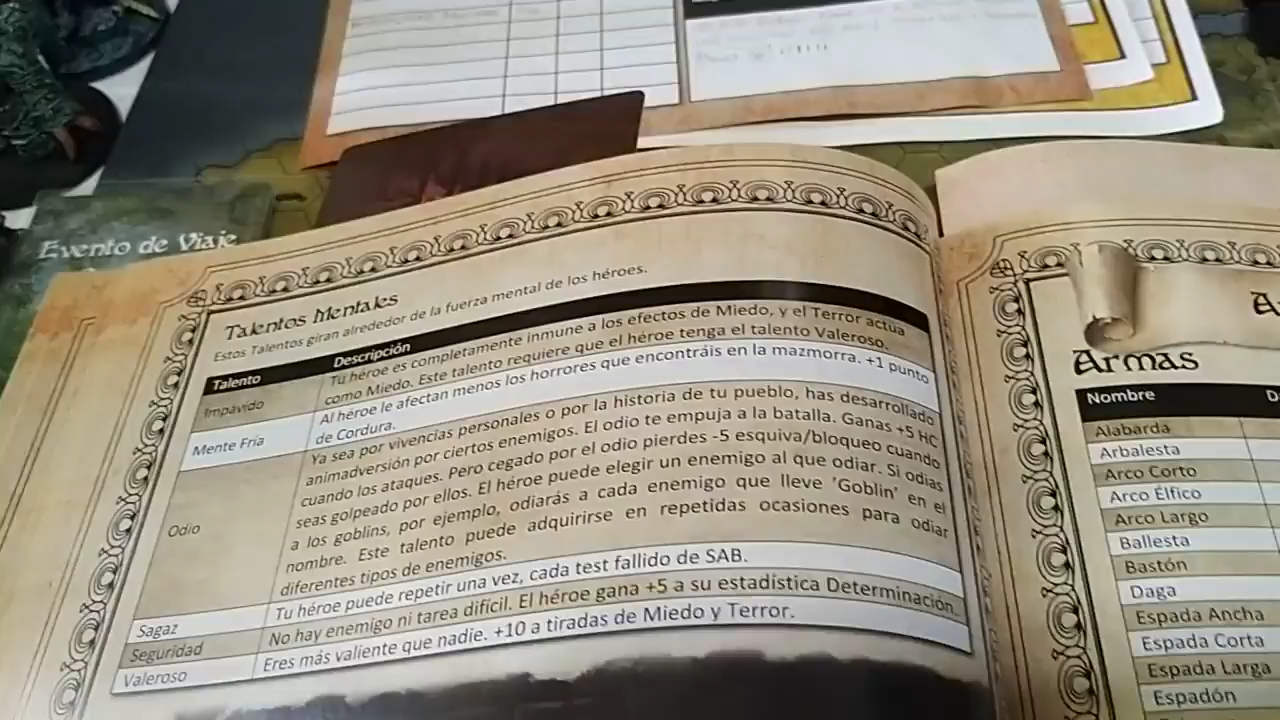 Evento de Viaje
Talentos Mentales
Estos Talentos giran alrededor de la fuerza mental de los héroes.
Talento Descripción
Impávido Tu héroe es completamente inmune a los efectos de Miedo, y el Terror actúa
como Miedo. Este talento requiere que el héroe tenga el talento Valeroso.
Mente Fría Al héroe le afectan menos los horrores que encontráis en la mazmorra. +1 punto
de Cordura.
Odio Ya sea por vivencias personales o por la historia de tu pueblo, has desarrollado
animadversión por ciertos enemigos. El odio te empuja a la batalla. Ganas +5 HC
cuando los ataques. Pero cegado por el odio pierdes -5 esquiva/bloqueo cuando
seas golpeado por ellos. El héroe puede elegir un enemigo al que odiar. Si odias
a los goblins, por ejemplo, odiarás a cada enemigo que lleve 'Goblin' en el
nombre. Este talento puede adquirirse en repetidas ocasiones para odiar
diferentes tipos de enemigos.
Sagaz Tu héroe puede repetir una vez, cada test fallido de SAB.
Seguridad No hay enemigo ni tarea difícil. El héroe gana +5 a su estadística Determinación.
Valeroso Eres más valiente que nadie. +10 a tiradas de Miedo y Terror.
A
Armas
Nombre D
Alabarda
Arbalesta
Arco Corto
Arco Élfico
Arco Largo
Ballesta
Bastón
Daga
Espada Ancha
Espada Corta
Espada Larga
Espadón